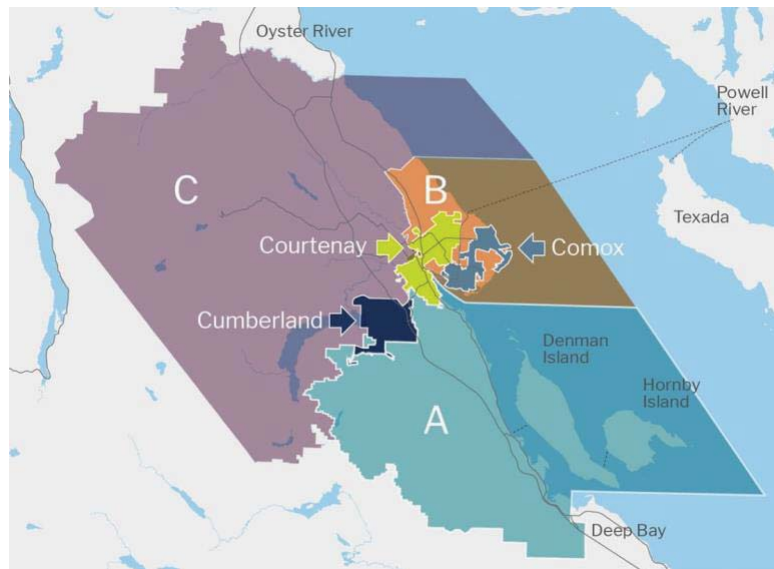 Oyster River
Powell
River
C
B
Texada
Courtenay
Comox
Cumberland
Denman
Island
Hornby
Island
A
Deep Bay